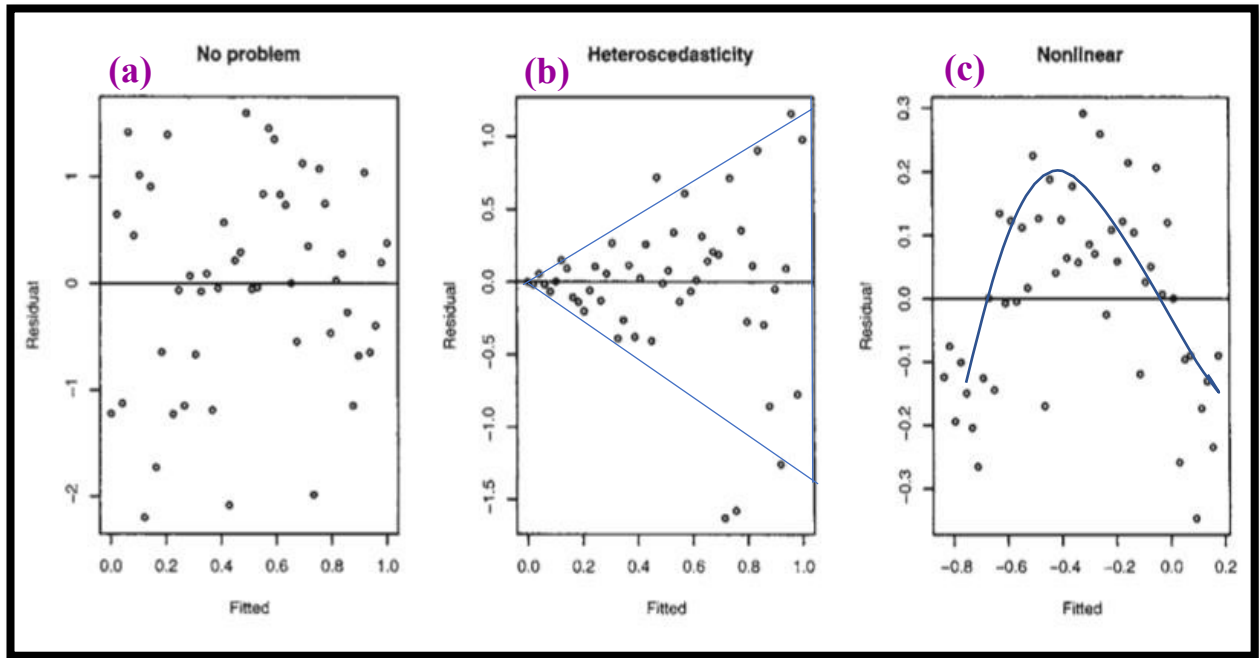 (a)
No problem
Residual
1
0
−1
−2
0.0 0.2 0.4 0.6 0.8 1.0
Fitted
(b)
Heteroscedasticity
Residual
1.0
0.5
0.0
−0.5
−1.0
−1.5
0.0 0.2 0.4 0.6 0.8 1.0
Fitted
(c)
Nonlinear
Residual
0.3
0.2
0.1
0.0
−0.1
−0.2
−0.3
−0.8 −0.6 −0.4 −0.2 0.0 0.2
Fitted